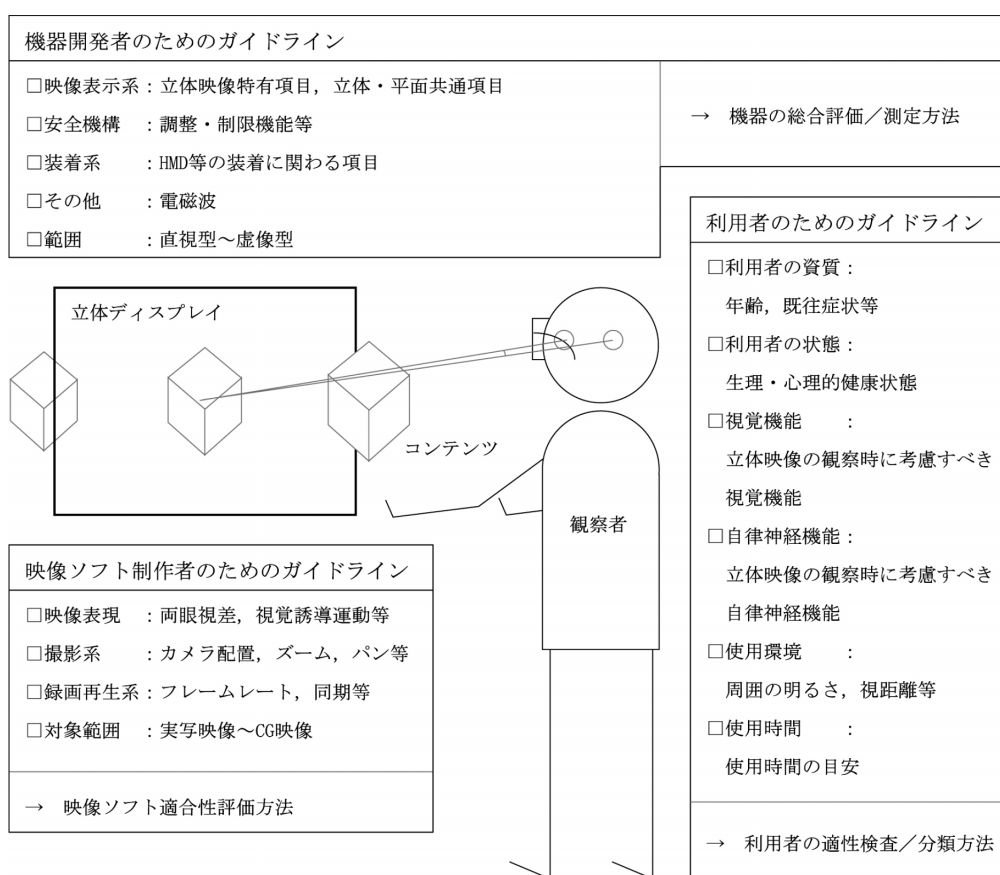 機器開発者のためのガイドライン
□映像表示系：立体映像特有項目，立体・平面共通項目
□安全機構　：調整・制限機能等
□装着系　　：HMD等の装着に関わる項目
□その他　　：電磁波
□範囲　　　：直視型～虚像型
→　機器の総合評価／測定方法
利用者のためのガイドライン
□利用者の資質：
年齢，既往症状等
□利用者の状態：
生理・心理的健康状態
□視覚機能　　：
立体映像の観察時に考慮すべき
視覚機能
□自律神経機能：
立体映像の観察時に考慮すべき
自律神経機能
□使用環境　　：
周囲の明るさ，視距離等
□使用時間　　：
使用時間の目安
→　利用者の適性検査／分類方法
立体ディスプレイ
コンテンツ
観察者
映像ソフト制作者のためのガイドライン
□映像表現　：両眼視差，視覚誘導運動等
□撮影系　　：カメラ配置，ズーム，パン等
□録画再生系：フレームレート，同期等
□対象範囲　：実写映像～CG映像
→　映像ソフト適合性評価方法